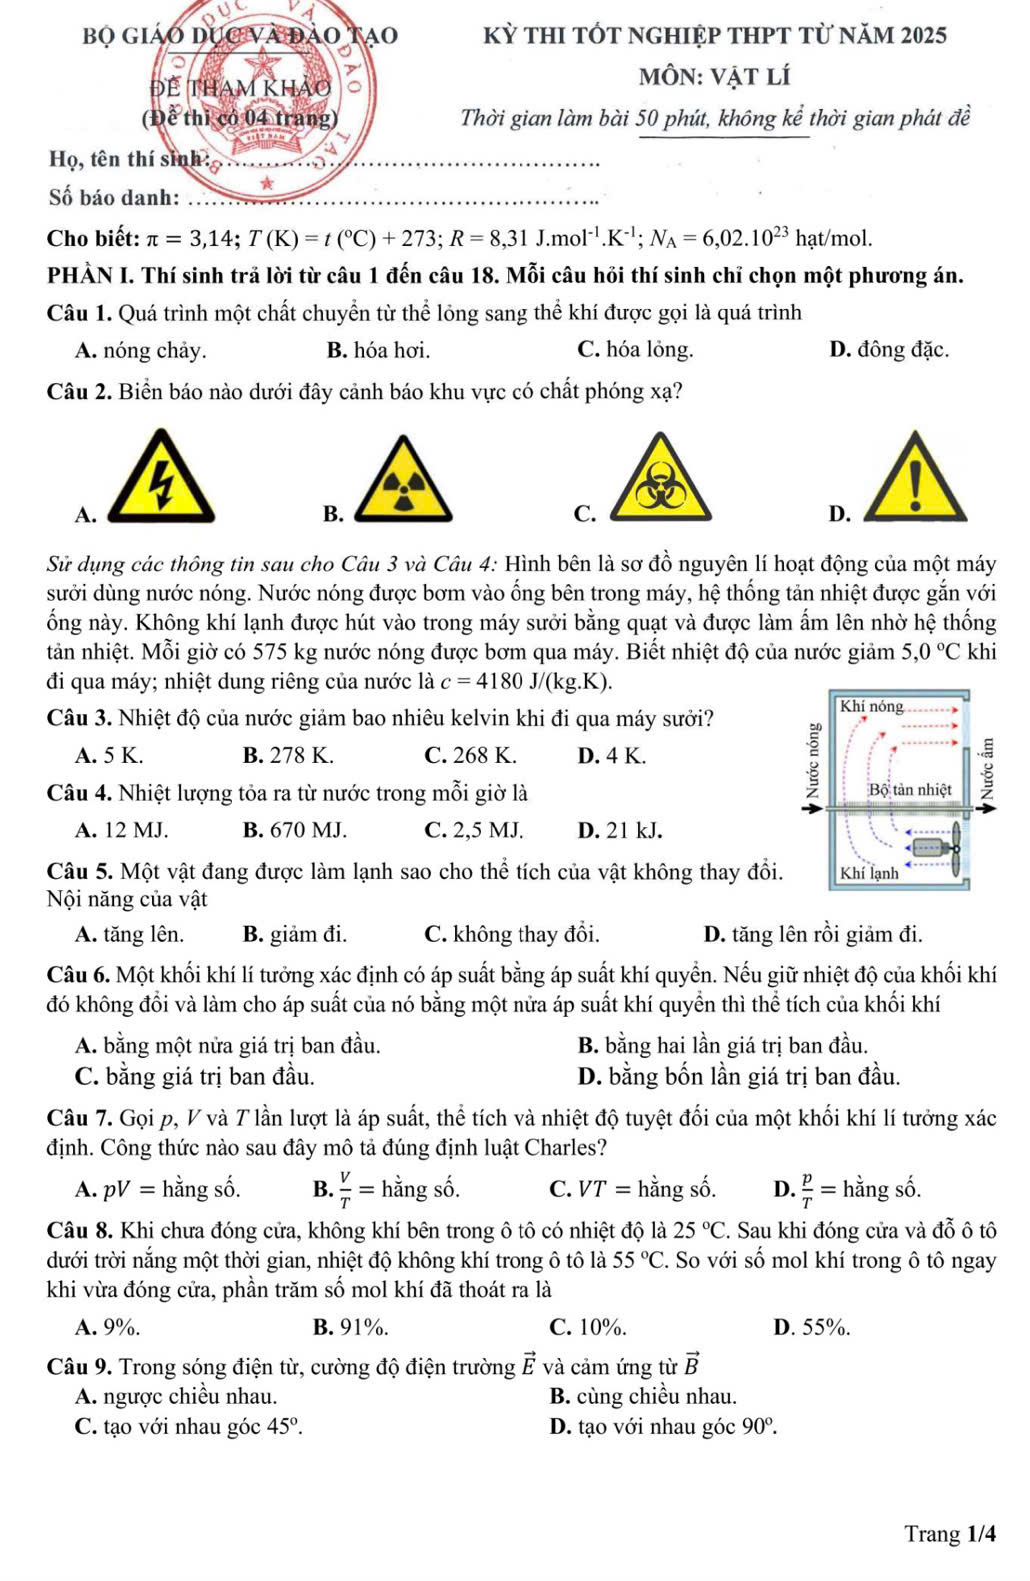 BỘ GIÁO DỤC VÀ ĐÀO TẠO
KỲ THI TỐT NGHIỆP THPT TỪ NĂM 2025
ĐỀ THAM KHẢO
MÔN: VẬT LÍ
(Đề thi có 04 trang)
Thời gian làm bài 50 phút, không kể thời gian phát đề
Họ, tên thí sinh:
Số báo danh:
Cho biết: π = 3,14; T (K) = t (⁰C) + 273; R = 8,31 J.mol⁻¹.K⁻¹; N_A = 6,02.10²³ hạt/mol.
PHẦN I. Thí sinh trả lời từ câu 1 đến câu 18. Mỗi câu hỏi thí sinh chỉ chọn một phương án.
Câu 1. Quá trình một chất chuyển từ thể lỏng sang thể khí được gọi là quá trình
A. nóng chảy. B. hóa hơi. C. hóa lỏng. D. đông đặc.
Câu 2. Biển báo nào dưới đây cảnh báo khu vực có chất phóng xạ?
A. B. C. D.
Sử dụng các thông tin sau cho Câu 3 và Câu 4: Hình bên là sơ đồ nguyên lí hoạt động của một máy
sưởi dùng nước nóng. Nước nóng được bơm vào ống bên trong máy, hệ thống tản nhiệt được gắn với
ống này. Không khí lạnh được hút vào trong máy sưởi bằng quạt và được làm ấm lên nhờ hệ thống
tản nhiệt. Mỗi giờ có 575 kg nước nóng được bơm qua máy. Biết nhiệt độ của nước giảm 5,0 ⁰C khi
đi qua máy; nhiệt dung riêng của nước là c = 4180 J/(kg.K).
Câu 3. Nhiệt độ của nước giảm bao nhiêu kelvin khi đi qua máy sưởi?
A. 5 K. B. 278 K. C. 268 K. D. 4 K.
Câu 4. Nhiệt lượng tỏa ra từ nước trong mỗi giờ là
A. 12 MJ. B. 670 MJ. C. 2,5 MJ. D. 21 kJ.
Khí nóng
Nước nóng
Nước ấm
Bộ tản nhiệt
Khí lạnh
Câu 5. Một vật đang được làm lạnh sao cho thể tích của vật không thay đổi.
Nội năng của vật
A. tăng lên. B. giảm đi. C. không thay đổi. D. tăng lên rồi giảm đi.
Câu 6. Một khối khí lí tưởng xác định có áp suất bằng áp suất khí quyển. Nếu giữ nhiệt độ của khối khí
đó không đổi và làm cho áp suất của nó bằng một nửa áp suất khí quyển thì thể tích của khối khí
A. bằng một nửa giá trị ban đầu. B. bằng hai lần giá trị ban đầu.
C. bằng giá trị ban đầu. D. bằng bốn lần giá trị ban đầu.
Câu 7. Gọi p, V và T lần lượt là áp suất, thể tích và nhiệt độ tuyệt đối của một khối khí lí tưởng xác
định. Công thức nào sau đây mô tả đúng định luật Charles?
A. pV = hằng số. B. V/T = hằng số. C. VT = hằng số. D. p/T = hằng số.
Câu 8. Khi chưa đóng cửa, không khí bên trong ô tô có nhiệt độ là 25 ⁰C. Sau khi đóng cửa và đỗ ô tô
dưới trời nắng một thời gian, nhiệt độ không khí trong ô tô là 55 ⁰C. So với số mol khí trong ô tô ngay
khi vừa đóng cửa, phần trăm số mol khí đã thoát ra là
A. 9%. B. 91%. C. 10%. D. 55%.
Câu 9. Trong sóng điện từ, cường độ điện trường E⃗ và cảm ứng từ B⃗
A. ngược chiều nhau. B. cùng chiều nhau.
C. tạo với nhau góc 45⁰. D. tạo với nhau góc 90⁰.
Trang 1/4